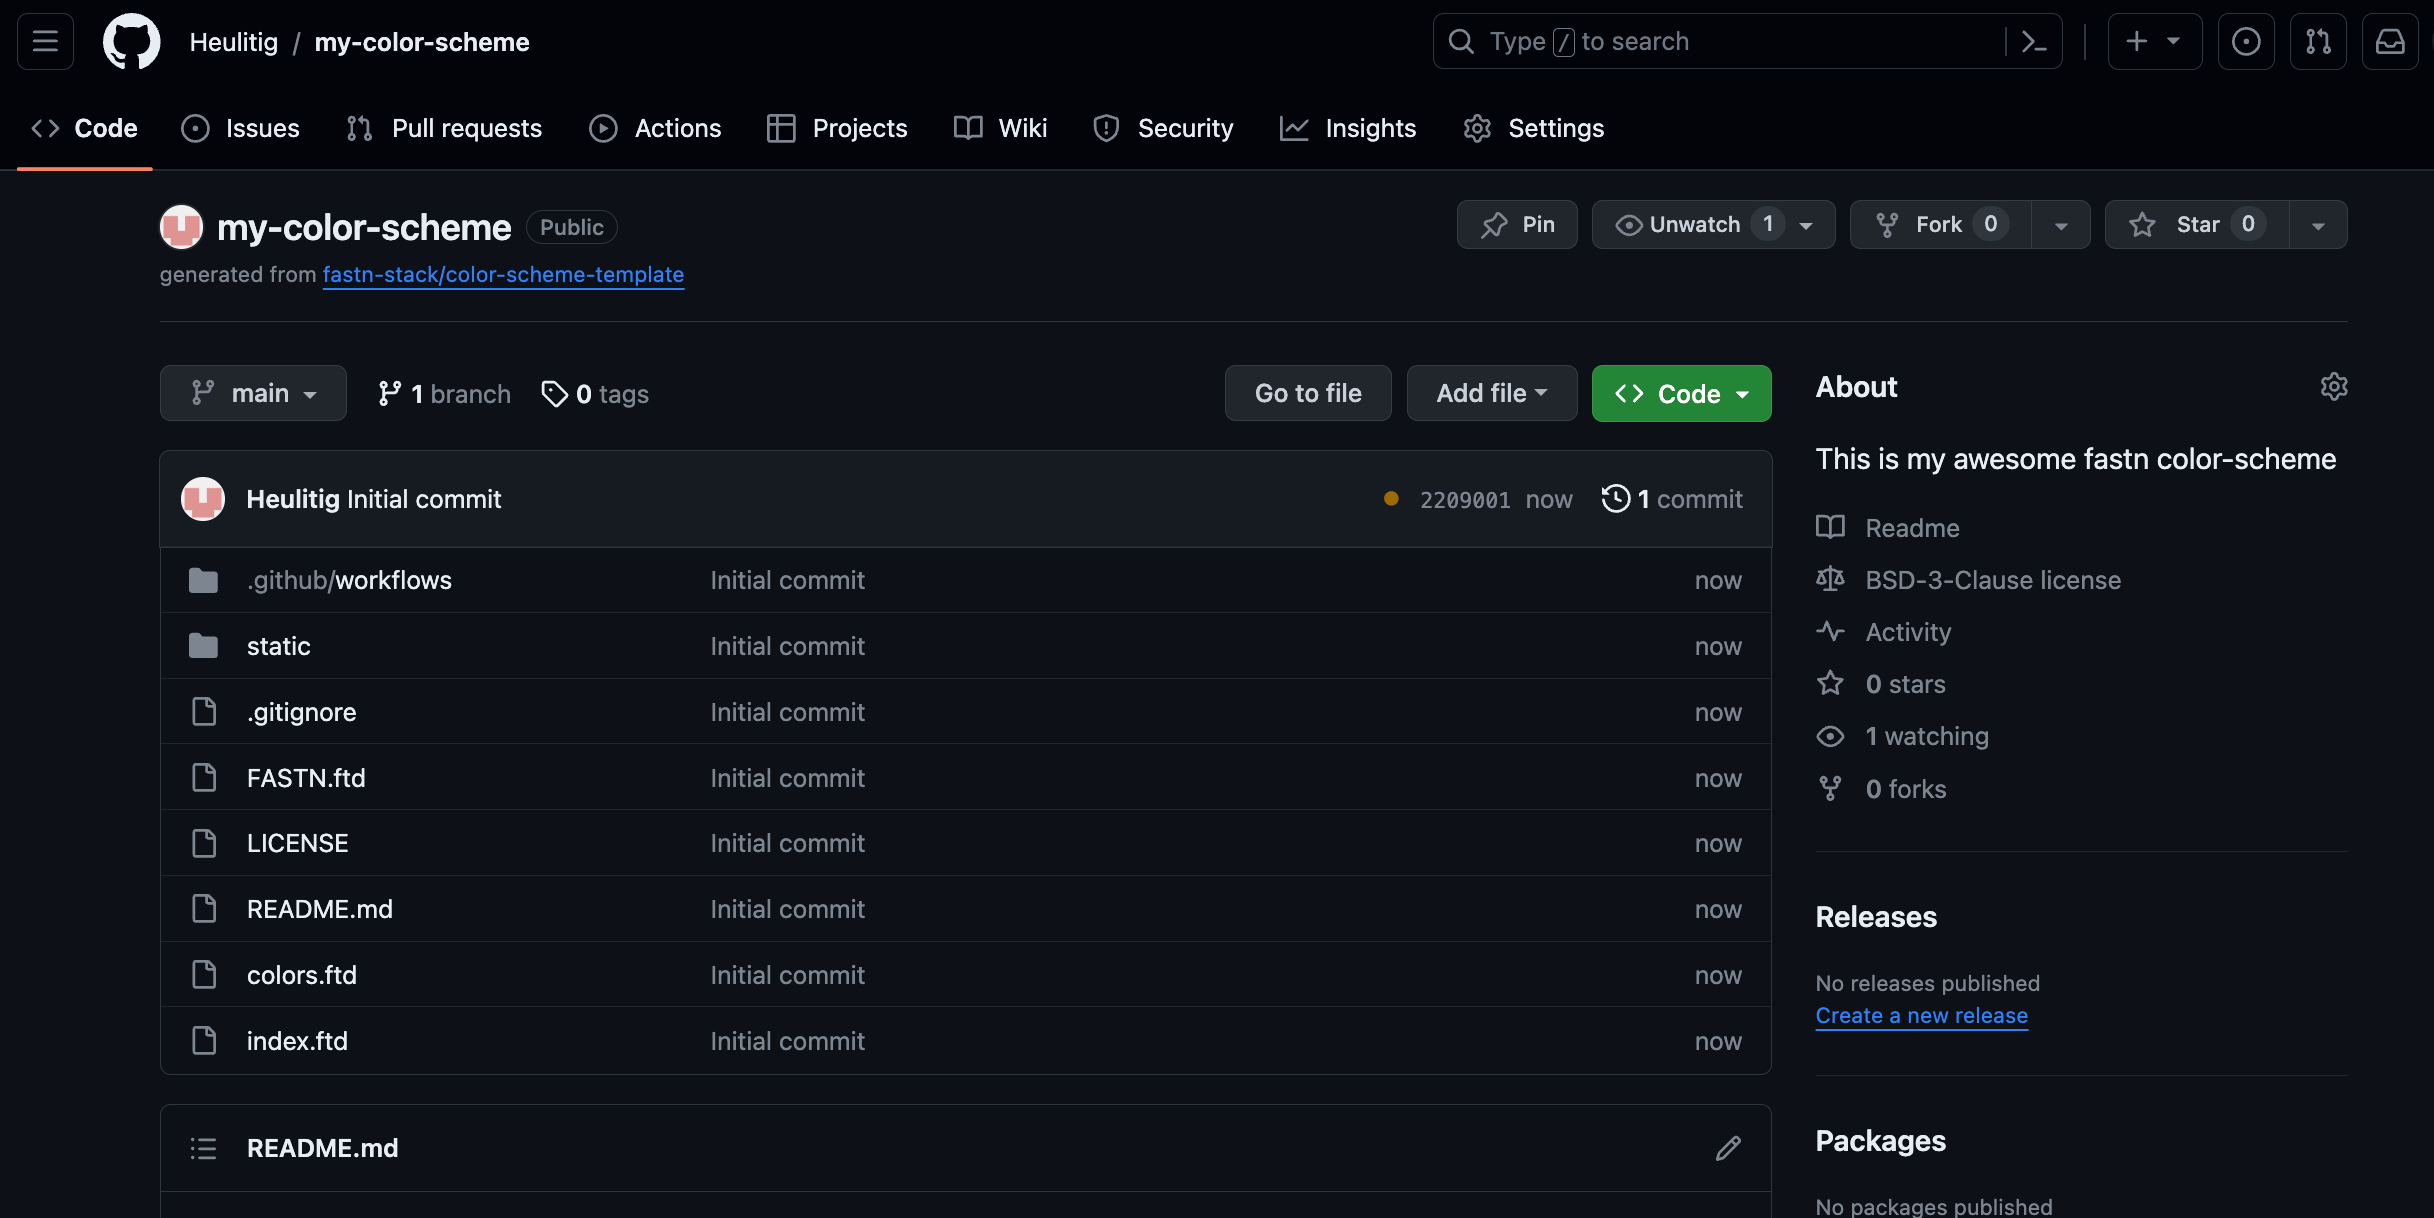 Heulitig / my-color-scheme
Type / to search
Code Issues Pull requests Actions Projects Wiki Security Insights Settings
my-color-scheme Public
Pin Unwatch 1 Fork 0 Star 0
generated from fastn-stack/color-scheme-template
main 1 branch 0 tags Go to file Add file Code
Heulitig Initial commit 2209001 now 1 commit
.github/workflows Initial commit now
static Initial commit now
.gitignore Initial commit now
FASTN.ftd Initial commit now
LICENSE Initial commit now
README.md Initial commit now
colors.ftd Initial commit now
index.ftd Initial commit now
README.md
About
This is my awesome fastn color-scheme
Readme
BSD-3-Clause license
Activity
0 stars
1 watching
0 forks
Releases
No releases published
Create a new release
Packages
No packages published